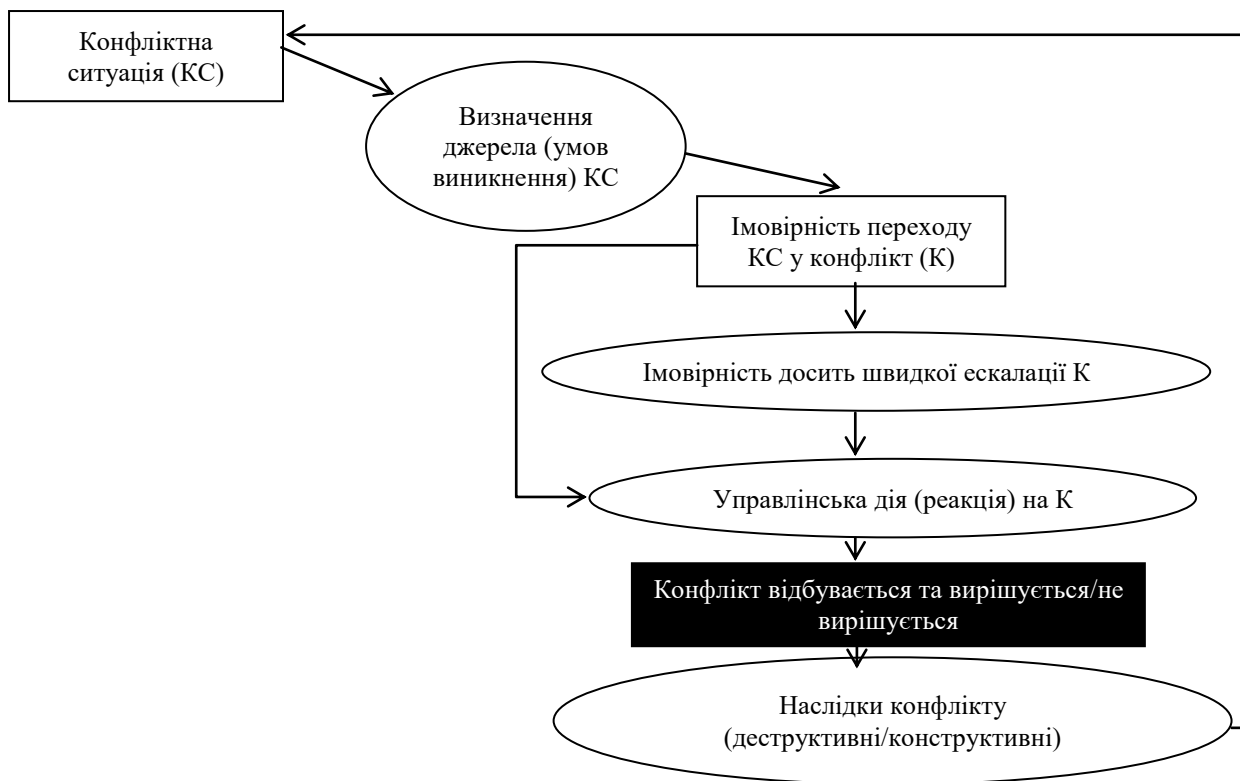 Конфліктна
ситуація (КС)
Визначення
джерела (умов
виникнення) КС
Імовірність переходу
КС у конфлікт (К)
Імовірність досить швидкої ескалації К
Управлінська дія (реакція) на К
Конфлікт відбувається та вирішується/не
вирішується
Наслідки конфлікту
(деструктивні/конструктивні)